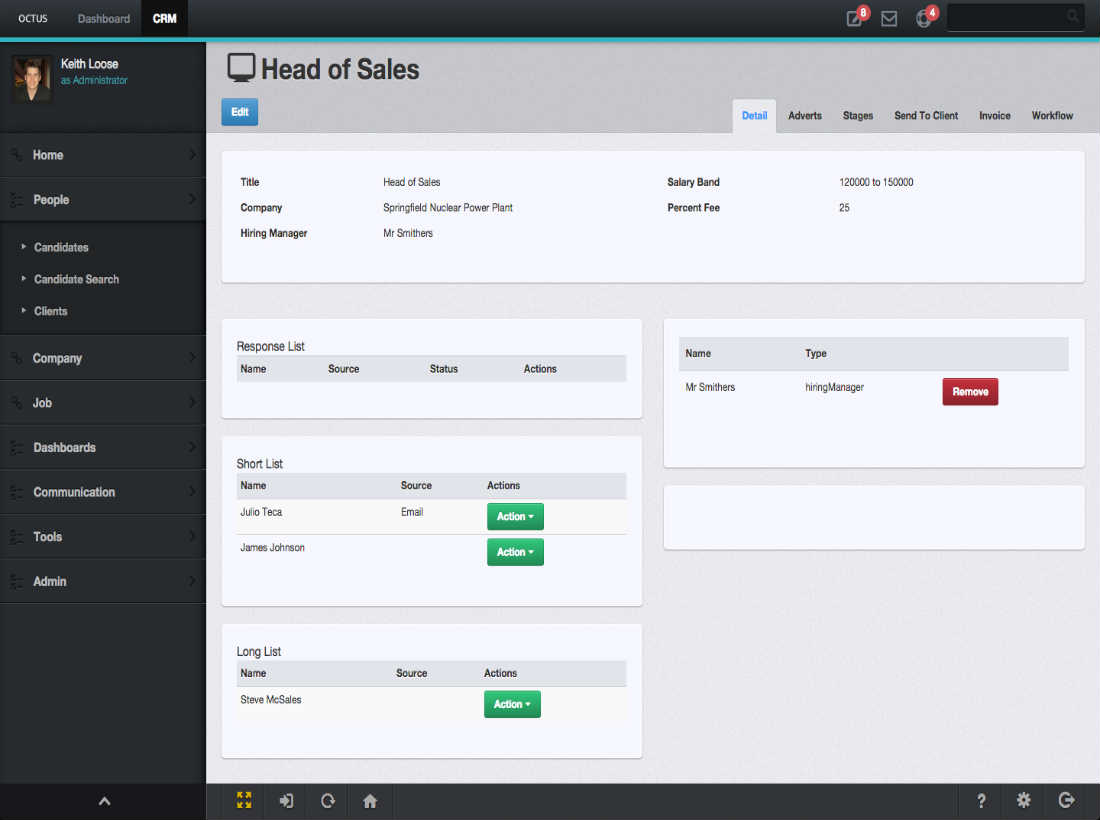 OCTUS Dashboard CRM 8 4
Keith Loose
as Administrator
Head of Sales
Edit
Detail Adverts Stages Send To Client Invoice Workflow
Home
People
Candidates
Candidate Search
Clients
Company
Job
Dashboards
Communication
Tools
Admin
Title Head of Sales Salary Band 120000 to 150000
Company Springfield Nuclear Power Plant Percent Fee 25
Hiring Manager Mr Smithers
Response List
Name Source Status Actions
Short List
Name Source Actions
Julio Teca Email Action
James Johnson Action
Long List
Name Source Actions
Steve McSales Action
Name Type
Mr Smithers hiringManager Remove
?